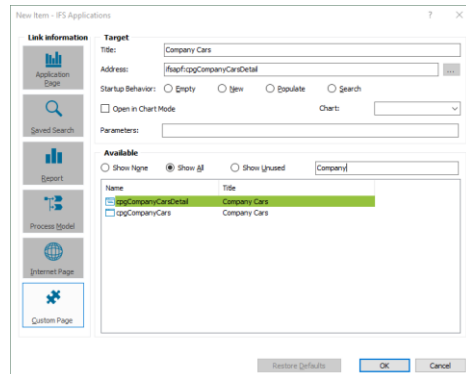 New Item - IFS Applications
Link information
Application
Page
Saved Search
Report
Process Model
Internet Page
Custom Page
Target
Title: Company Cars
Address: ifsapf:cpgCompanyCarsDetail ...
Startup Behavior: Empty New Populate Search
Open in Chart Mode Chart:
Parameters:
Available
Show None Show All Show Unused Company
Name Title
cpgCompanyCarsDetail Company Cars
cpgCompanyCars Company Cars
Restore Defaults OK Cancel